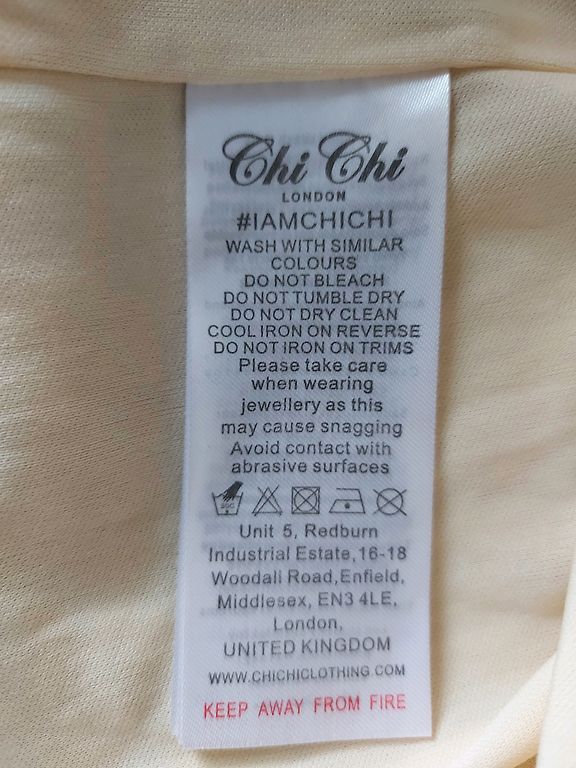 Chi Chi
LONDON
#IAMCHICHI
WASH WITH SIMILAR
COLOURS
DO NOT BLEACH
DO NOT TUMBLE DRY
DO NOT DRY CLEAN
COOL IRON ON REVERSE
DO NOT IRON ON TRIMS
Please take care
when wearing
jewellery as this
may cause snagging
Avoid contact with
abrasive surfaces
30C
Unit 5, Redburn
Industrial Estate,16-18
Woodall Road,Enfield,
Middlesex, EN3 4LE,
London,
UNITED KINGDOM
WWW.CHICHICLOTHING.COM
KEEP AWAY FROM FIRE